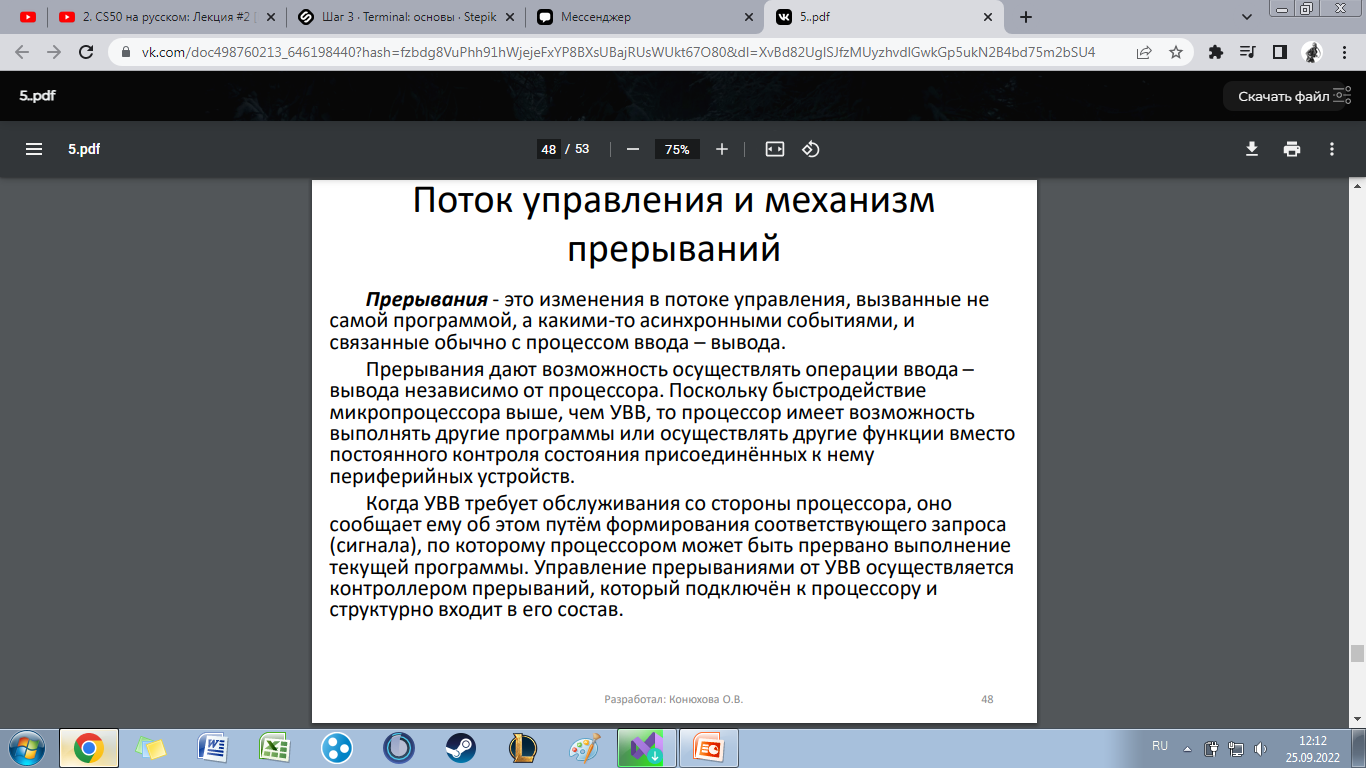 2. CS50 на русском: Лекция #2
Шаг 3 · Terminal: основы · Stepik
Мессенджер
5..pdf
vk.com/doc498760213_646198440?hash=fzbdg8VuPhh91hWjejeFxYP8BXsUBajRUsWUkt67O80&dl=XvBd82UgISJfzMUyzhvdIGwkGp5ukN2B4bd75m2bSU4
5..pdf
Скачать файл
5.pdf
48 / 53
75%
Поток управления и механизм
прерываний
Прерывания - это изменения в потоке управления, вызванные не
самой программой, а какими-то асинхронными событиями, и
связанные обычно с процессом ввода – вывода.
Прерывания дают возможность осуществлять операции ввода –
вывода независимо от процессора. Поскольку быстродействие
микропроцессора выше, чем УВВ, то процессор имеет возможность
выполнять другие программы или осуществлять другие функции вместо
постоянного контроля состояния присоединённых к нему
периферийных устройств.
Когда УВВ требует обслуживания со стороны процессора, оно
сообщает ему об этом путём формирования соответствующего запроса
(сигнала), по которому процессором может быть прервано выполнение
текущей программы. Управление прерываниями от УВВ осуществляется
контроллером прерываний, который подключён к процессору и
структурно входит в его состав.
Разработал: Конюхова О.В.
48
RU
12:12
25.09.2022